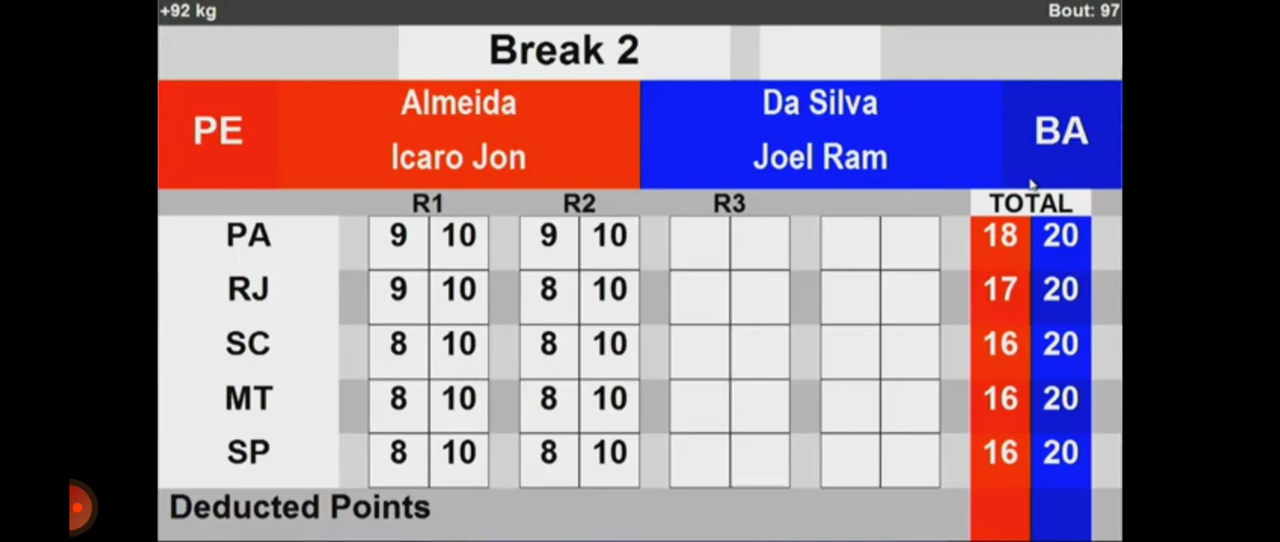 +92 kg Bout: 97
Break 2
PE Almeida Da Silva BA
Icaro Jon Joel Ram
R1 R2 R3 TOTAL
PA 9 10 9 10 18 20
RJ 9 10 8 10 17 20
SC 8 10 8 10 16 20
MT 8 10 8 10 16 20
SP 8 10 8 10 16 20
Deducted Points